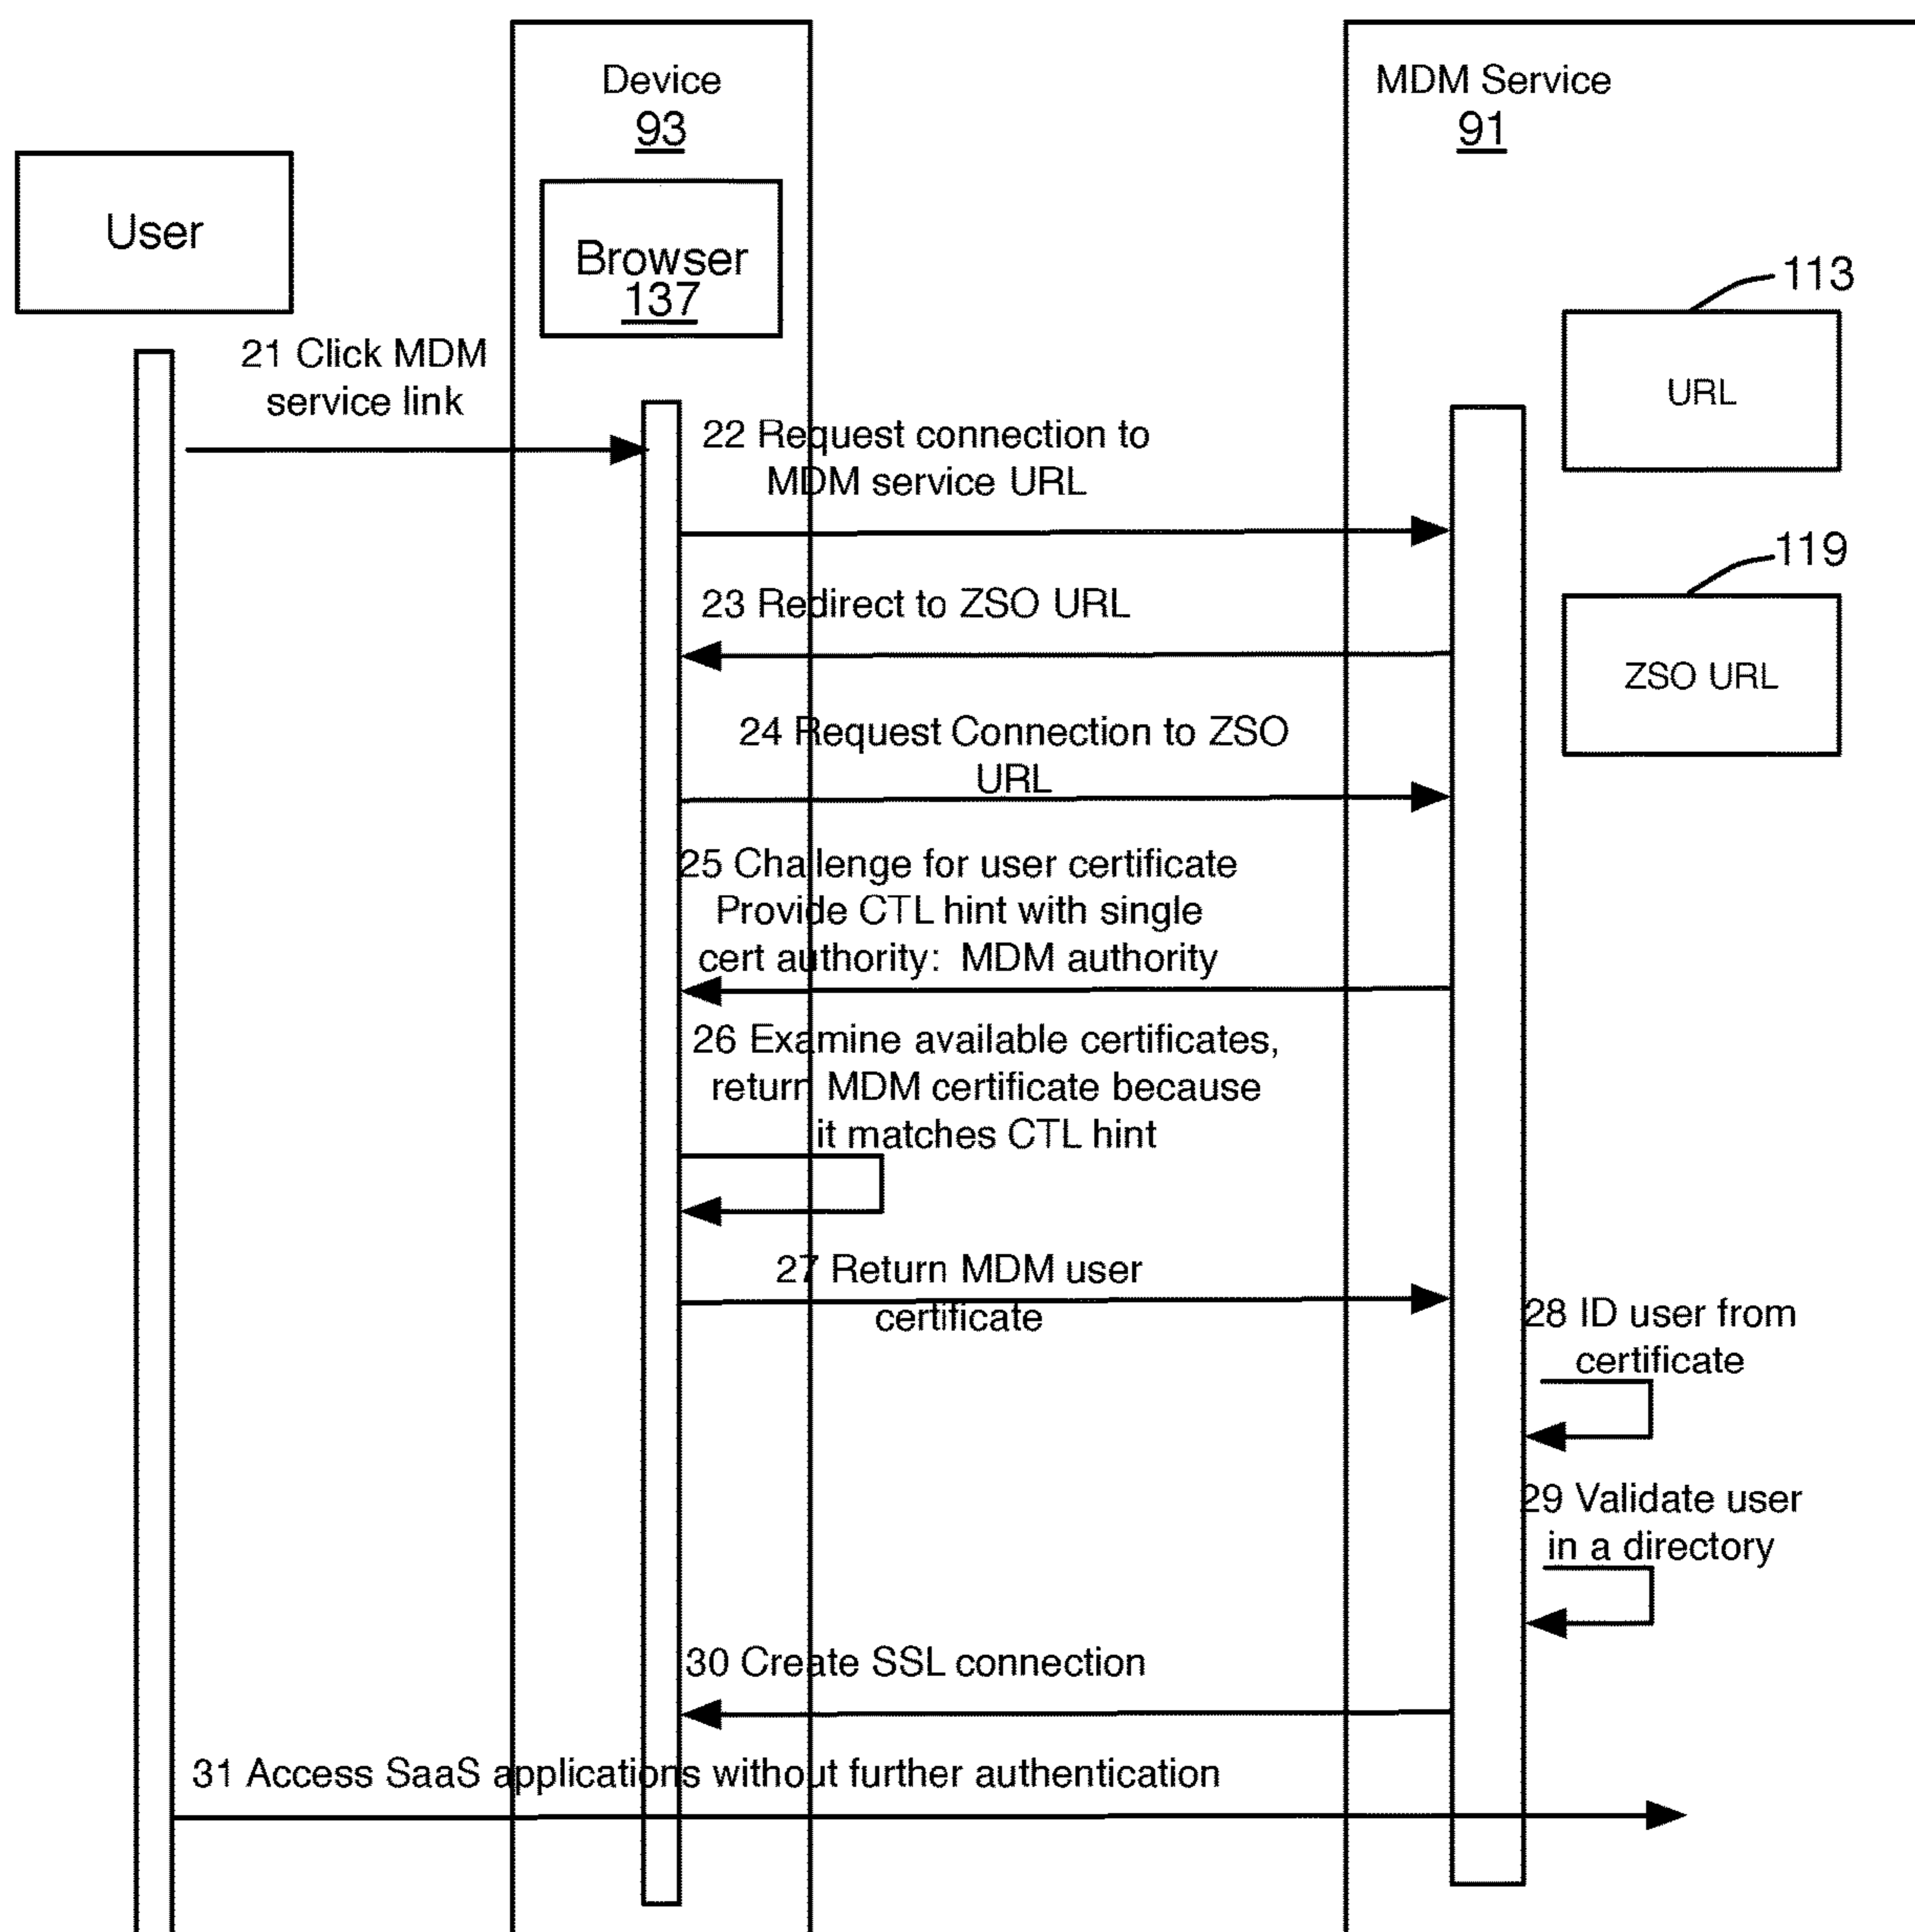 Device
93
MDM Service
91
User
Browser
137
113
URL
21 Click MDM
service link
22 Request connection to
MDM service URL
119
ZSO URL
23 Redirect to ZSO URL
24 Request Connection to ZSO
URL
25 Challenge for user certificate
Provide CTL hint with single
cert authority: MDM authority
26 Examine available certificates,
return MDM certificate because
it matches CTL hint
27 Return MDM user
certificate
28 ID user from
certificate
29 Validate user
in a directory
30 Create SSL connection
31 Access SaaS applications without further authentication